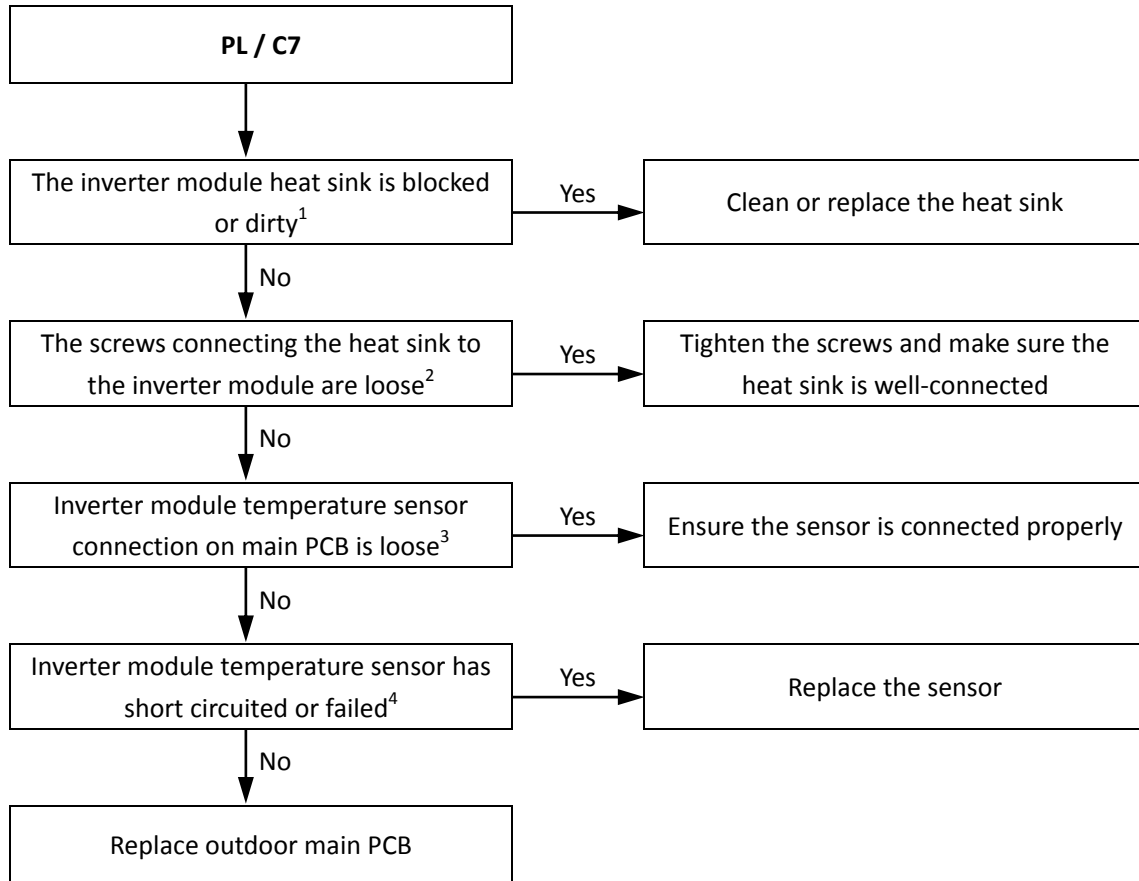 PL / C7
The inverter module heat sink is blocked
or dirty1
Yes
Clean or replace the heat sink
No
The screws connecting the heat sink to
the inverter module are loose2
Yes
Tighten the screws and make sure the
heat sink is well-connected
No
Inverter module temperature sensor
connection on main PCB is loose3
Yes
Ensure the sensor is connected properly
No
Inverter module temperature sensor has
short circuited or failed4
Yes
Replace the sensor
No
Replace outdoor main PCB